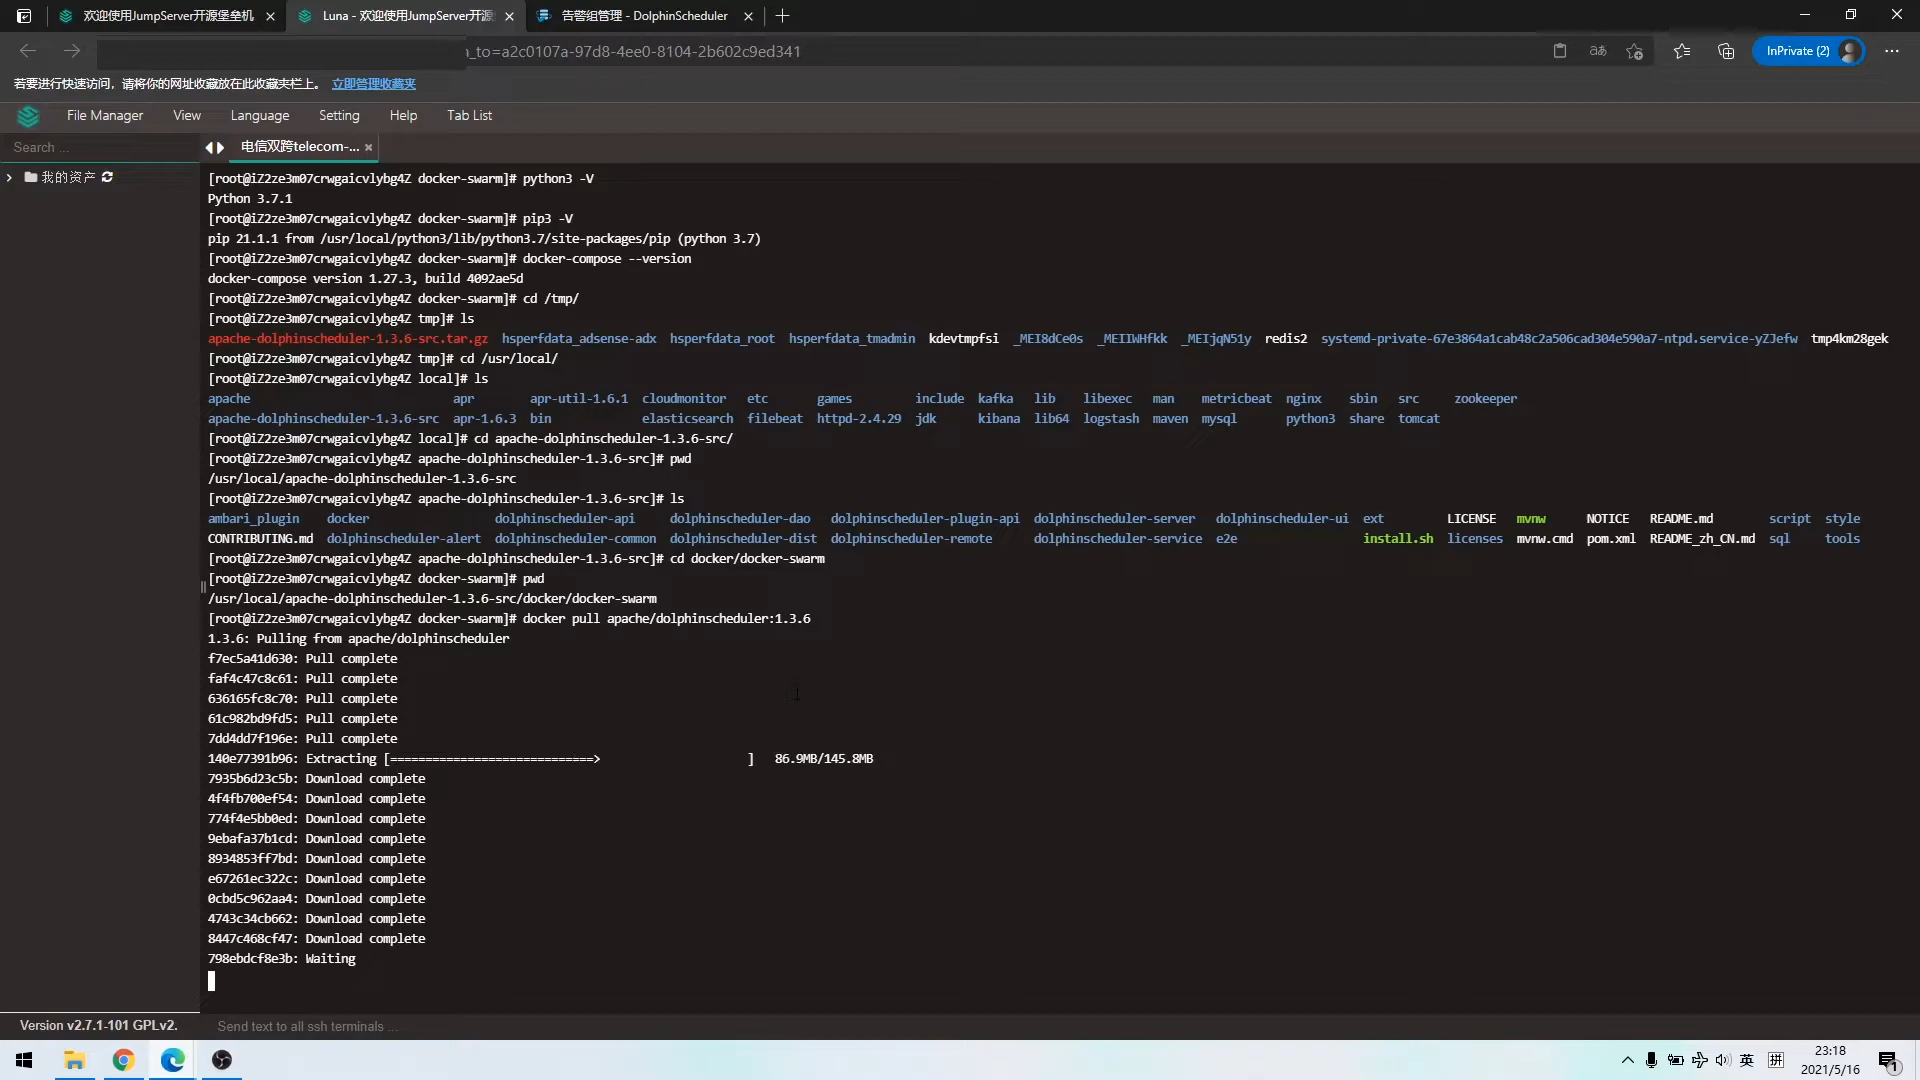 欢迎使用JumpServer开源堡垒机
Luna - 欢迎使用JumpServer开源
告警组管理 - DolphinScheduler
_to=a2c0107a-97d8-4ee0-8104-2b602c9ed341
InPrivate (2)
若要进行快速访问，请将你的网址收藏放在此收藏夹栏上。 立即管理收藏夹
File Manager View Language Setting Help Tab List
Search ...
电信双跨telecom-...
我的资产
[root@iZ2ze3m07crwgaicvlybg4Z docker-swarm]# python3 -V
Python 3.7.1
[root@iZ2ze3m07crwgaicvlybg4Z docker-swarm]# pip3 -V
pip 21.1.1 from /usr/local/python3/lib/python3.7/site-packages/pip (python 3.7)
[root@iZ2ze3m07crwgaicvlybg4Z docker-swarm]# docker-compose --version
docker-compose version 1.27.3, build 4092ae5d
[root@iZ2ze3m07crwgaicvlybg4Z docker-swarm]# cd /tmp/
[root@iZ2ze3m07crwgaicvlybg4Z tmp]# ls
apache-dolphinscheduler-1.3.6-src.tar.gz hsperfdata_adsense-adx hsperfdata_root hsperfdata_tmadmin kdevtmpfsi _MEI8dCe0s _MEIIWHfkk _MEIjqN51y redis2 systemd-private-67e3864a1cab48c2a506cad304e590a7-ntpd.service-yZJefw tmp4km28gek
[root@iZ2ze3m07crwgaicvlybg4Z tmp]# cd /usr/local/
[root@iZ2ze3m07crwgaicvlybg4Z local]# ls
apache apr apr-util-1.6.1 cloudmonitor etc games include kafka lib libexec man metricbeat nginx sbin src zookeeper
apache-dolphinscheduler-1.3.6-src apr-1.6.3 bin elasticsearch filebeat httpd-2.4.29 jdk kibana lib64 logstash maven mysql python3 share tomcat
[root@iZ2ze3m07crwgaicvlybg4Z local]# cd apache-dolphinscheduler-1.3.6-src/
[root@iZ2ze3m07crwgaicvlybg4Z apache-dolphinscheduler-1.3.6-src]# pwd
/usr/local/apache-dolphinscheduler-1.3.6-src
[root@iZ2ze3m07crwgaicvlybg4Z apache-dolphinscheduler-1.3.6-src]# ls
ambari_plugin docker dolphinscheduler-api dolphinscheduler-dao dolphinscheduler-plugin-api dolphinscheduler-server dolphinscheduler-ui ext LICENSE mvnw NOTICE README.md script style
CONTRIBUTING.md dolphinscheduler-alert dolphinscheduler-common dolphinscheduler-dist dolphinscheduler-remote dolphinscheduler-service e2e install.sh licenses mvnw.cmd pom.xml README_zh_CN.md sql tools
[root@iZ2ze3m07crwgaicvlybg4Z apache-dolphinscheduler-1.3.6-src]# cd docker/docker-swarm
[root@iZ2ze3m07crwgaicvlybg4Z docker-swarm]# pwd
/usr/local/apache-dolphinscheduler-1.3.6-src/docker/docker-swarm
[root@iZ2ze3m07crwgaicvlybg4Z docker-swarm]# docker pull apache/dolphinscheduler:1.3.6
1.3.6: Pulling from apache/dolphinscheduler
f7ec5a41d630: Pull complete
faf4c47c8c61: Pull complete
636165fc8c70: Pull complete
61c982bd9fd5: Pull complete
7dd4dd7f196e: Pull complete
140e77391b96: Extracting [=============================> ] 86.9MB/145.8MB
7935b6d23c5b: Download complete
4f4fb700ef54: Download complete
774f4e5bb0ed: Download complete
9ebafa37b1cd: Download complete
8934853ff7bd: Download complete
e67261ec322c: Download complete
0cbd5c962aa4: Download complete
4743c34cb662: Download complete
8447c468cf47: Download complete
798ebdcf8e3b: Waiting
Version v2.7.1-101 GPLv2.
Send text to all ssh terminals ...
英
拼
23:18
2021/5/16
1